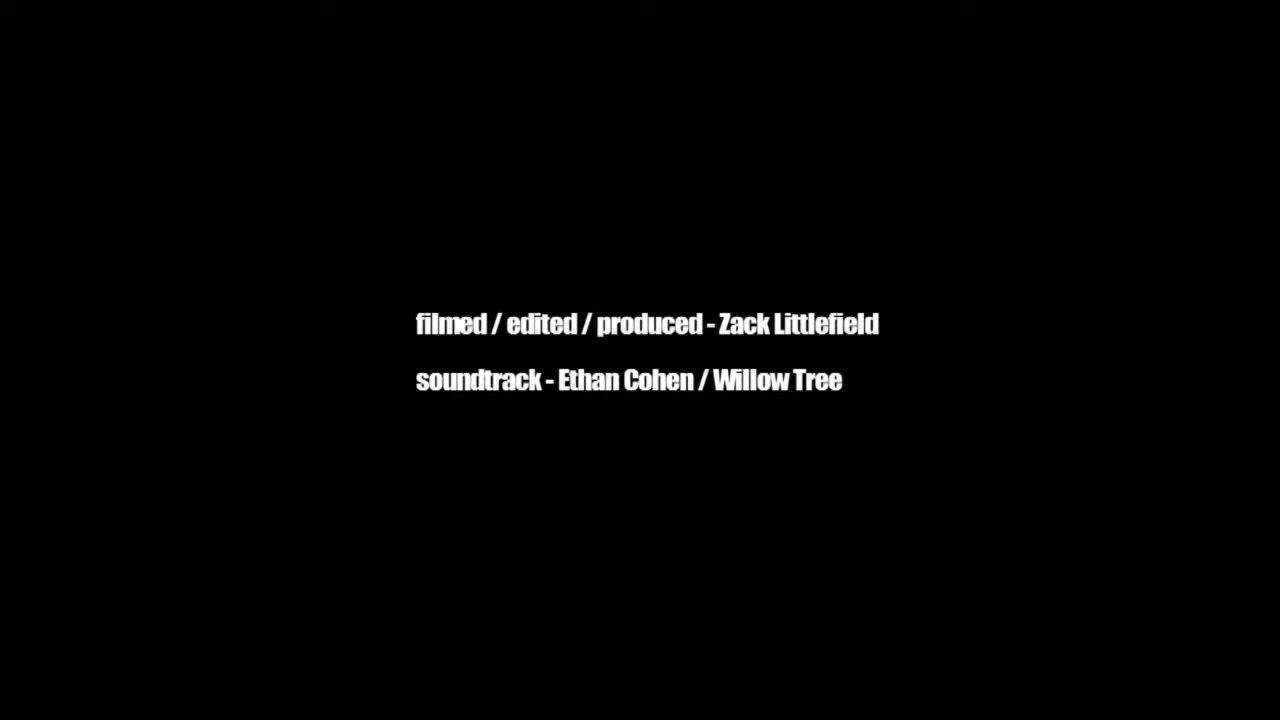 filmed / edited / produced - Zack Littlefield
soundtrack - Ethan Cohen / Willow Tree